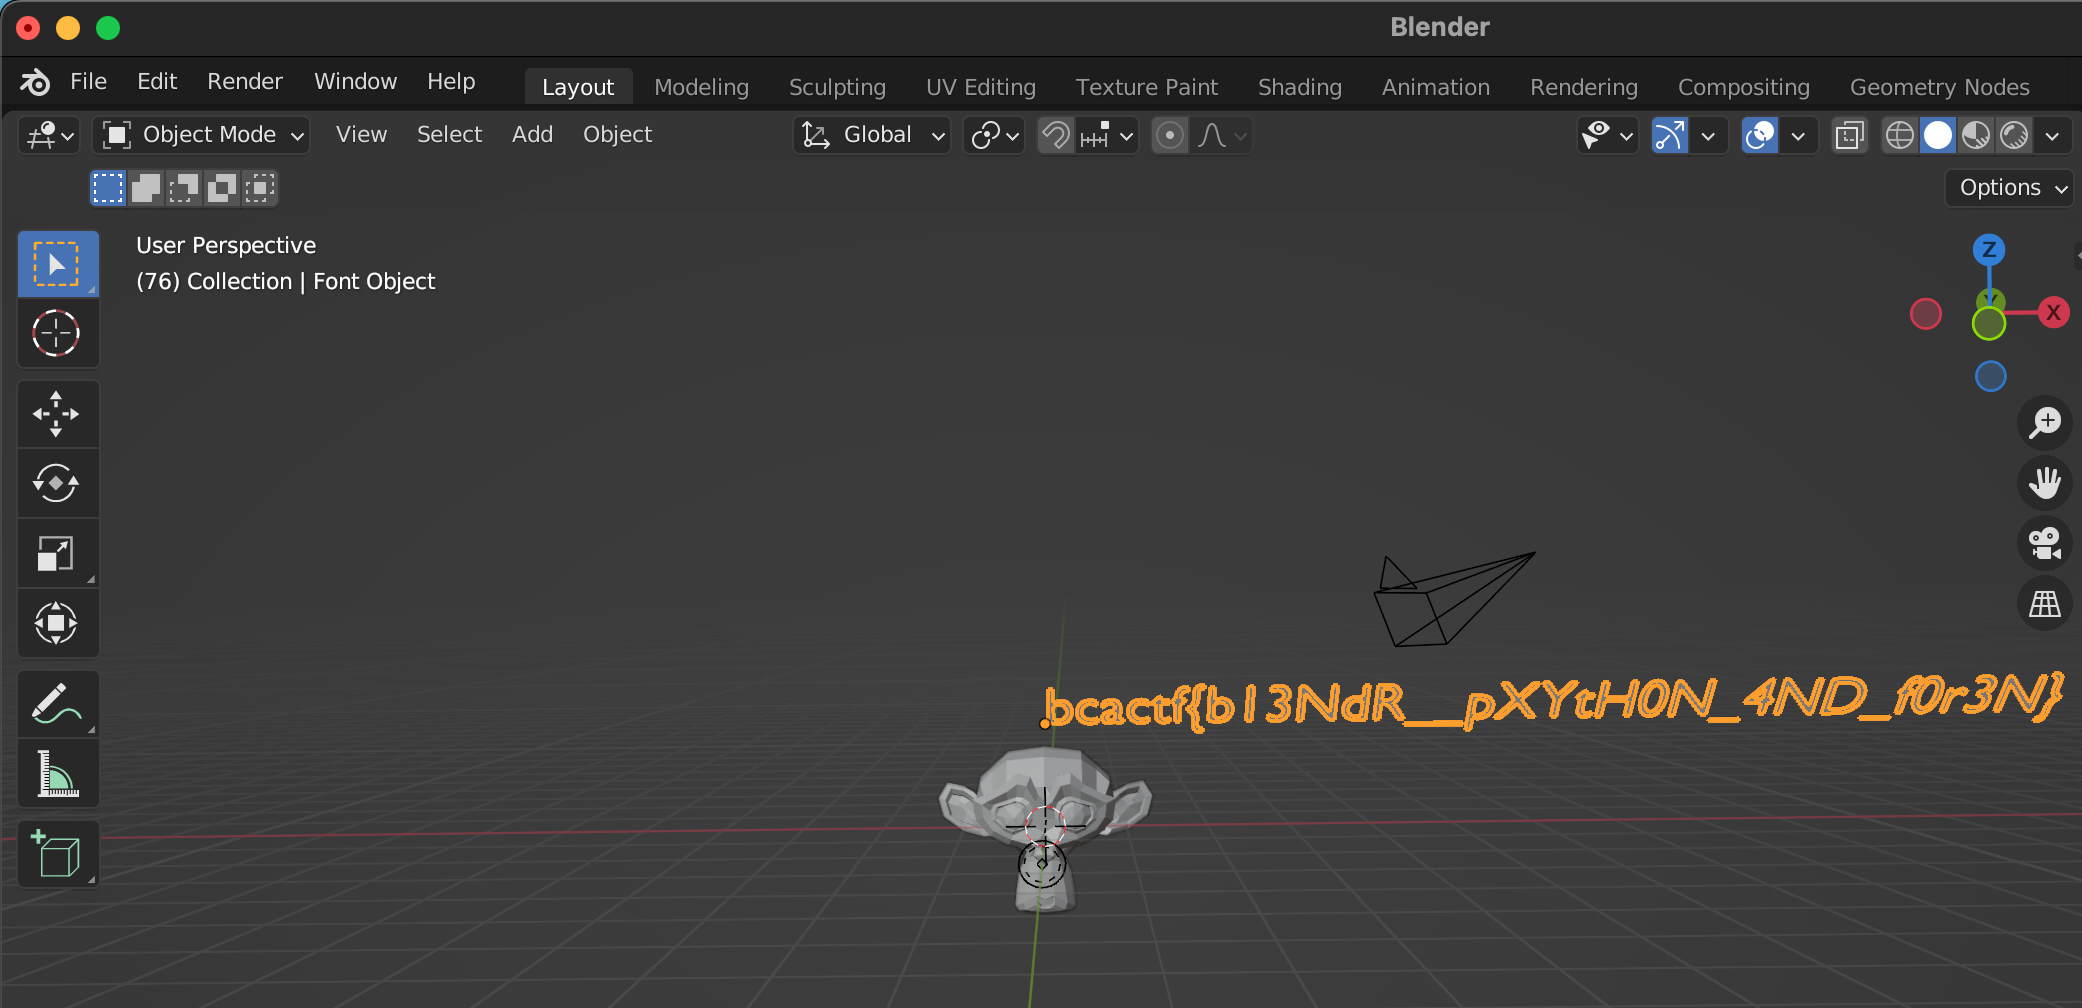 Blender
File Edit Render Window Help Layout Modeling Sculpting UV Editing Texture Paint Shading Animation Rendering Compositing Geometry Nodes
Object Mode View Select Add Object Global
Options
User Perspective
(76) Collection | Font Object
Z
Y
X
bcactf{b13NdR__pXYtH0N_4ND_f0r3N}